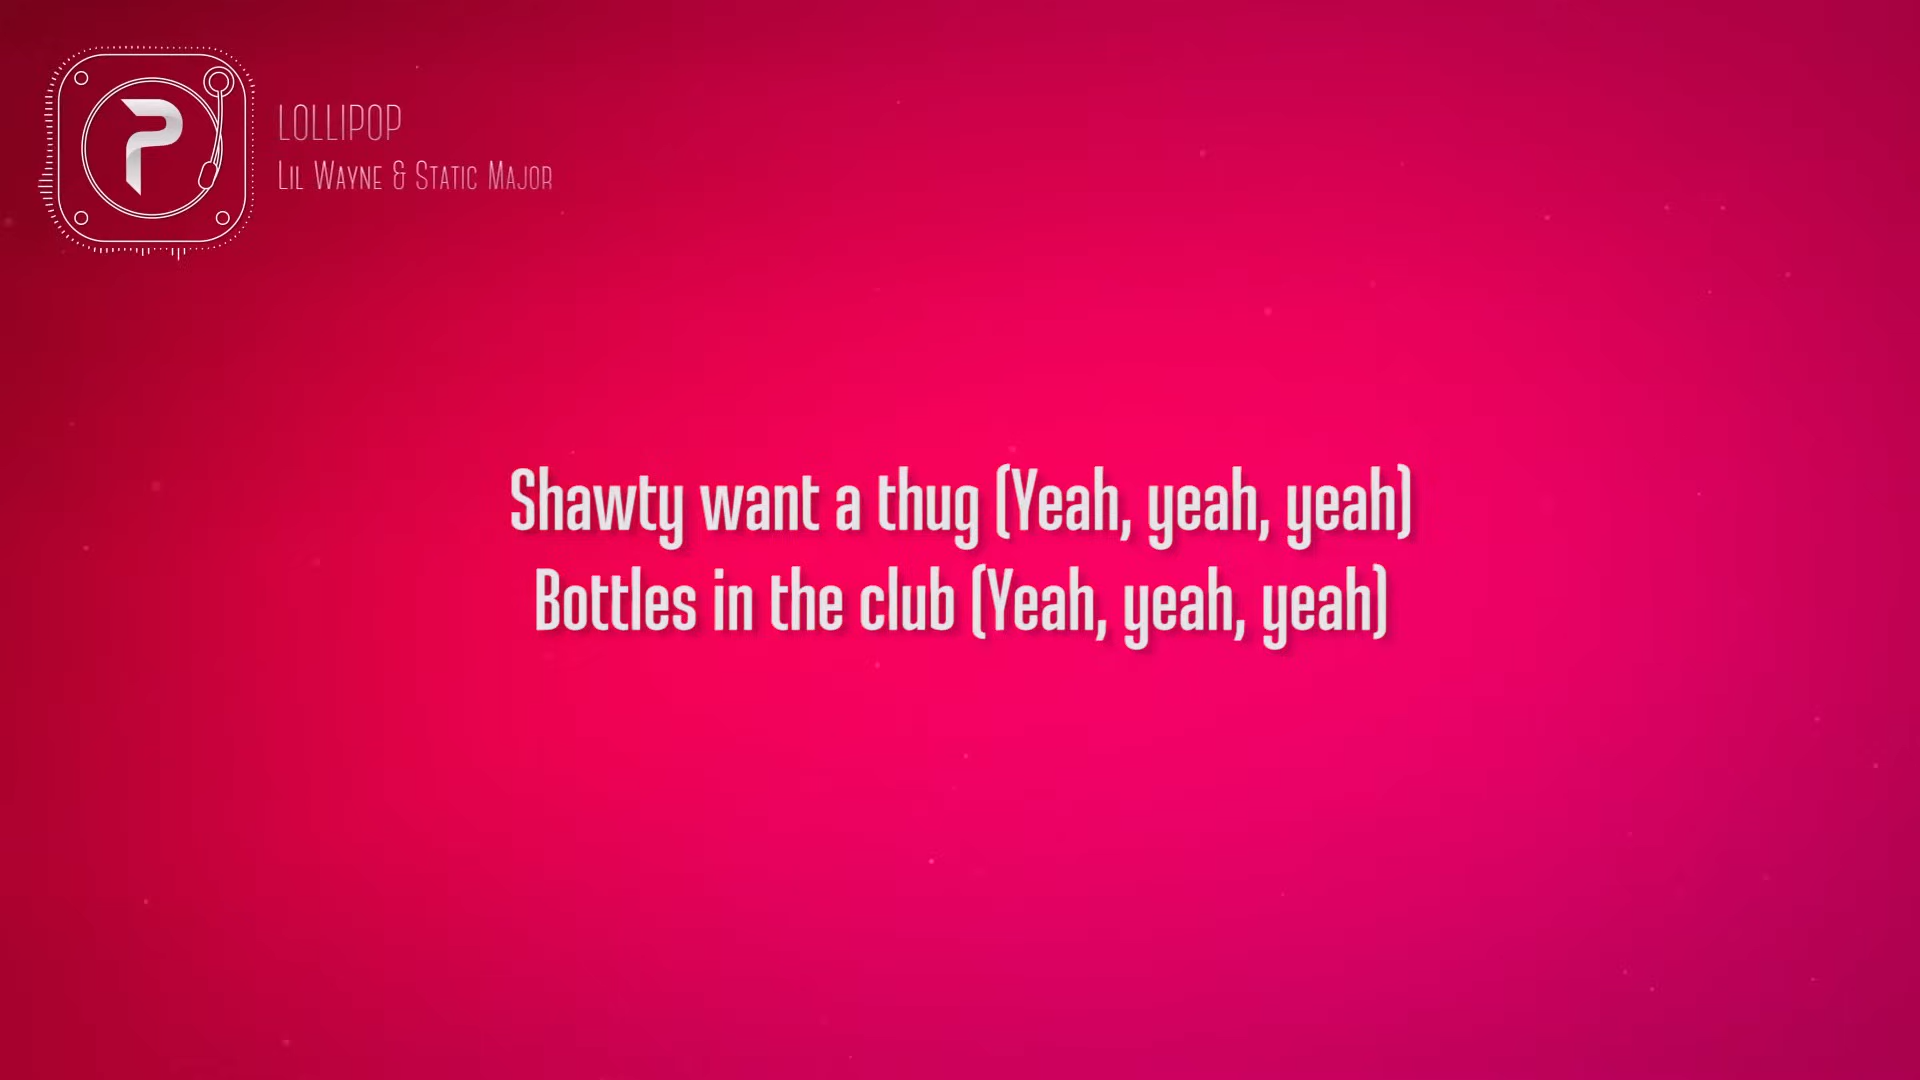 LOLLIPOP
Lil Wayne & Static Major
Shawty want a thug (Yeah, yeah, yeah)
Bottles in the club (Yeah, yeah, yeah)